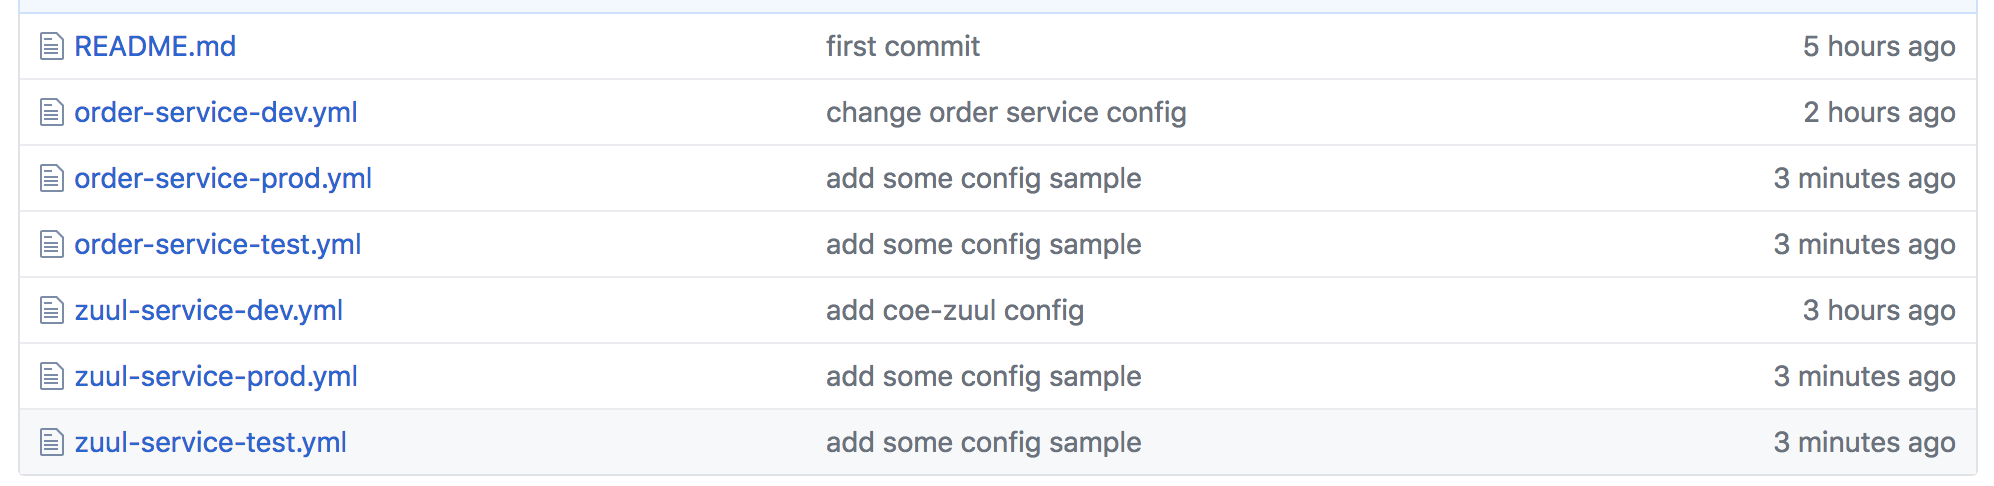 README.md first commit 5 hours ago
order-service-dev.yml change order service config 2 hours ago
order-service-prod.yml add some config sample 3 minutes ago
order-service-test.yml add some config sample 3 minutes ago
zuul-service-dev.yml add coe-zuul config 3 hours ago
zuul-service-prod.yml add some config sample 3 minutes ago
zuul-service-test.yml add some config sample 3 minutes ago